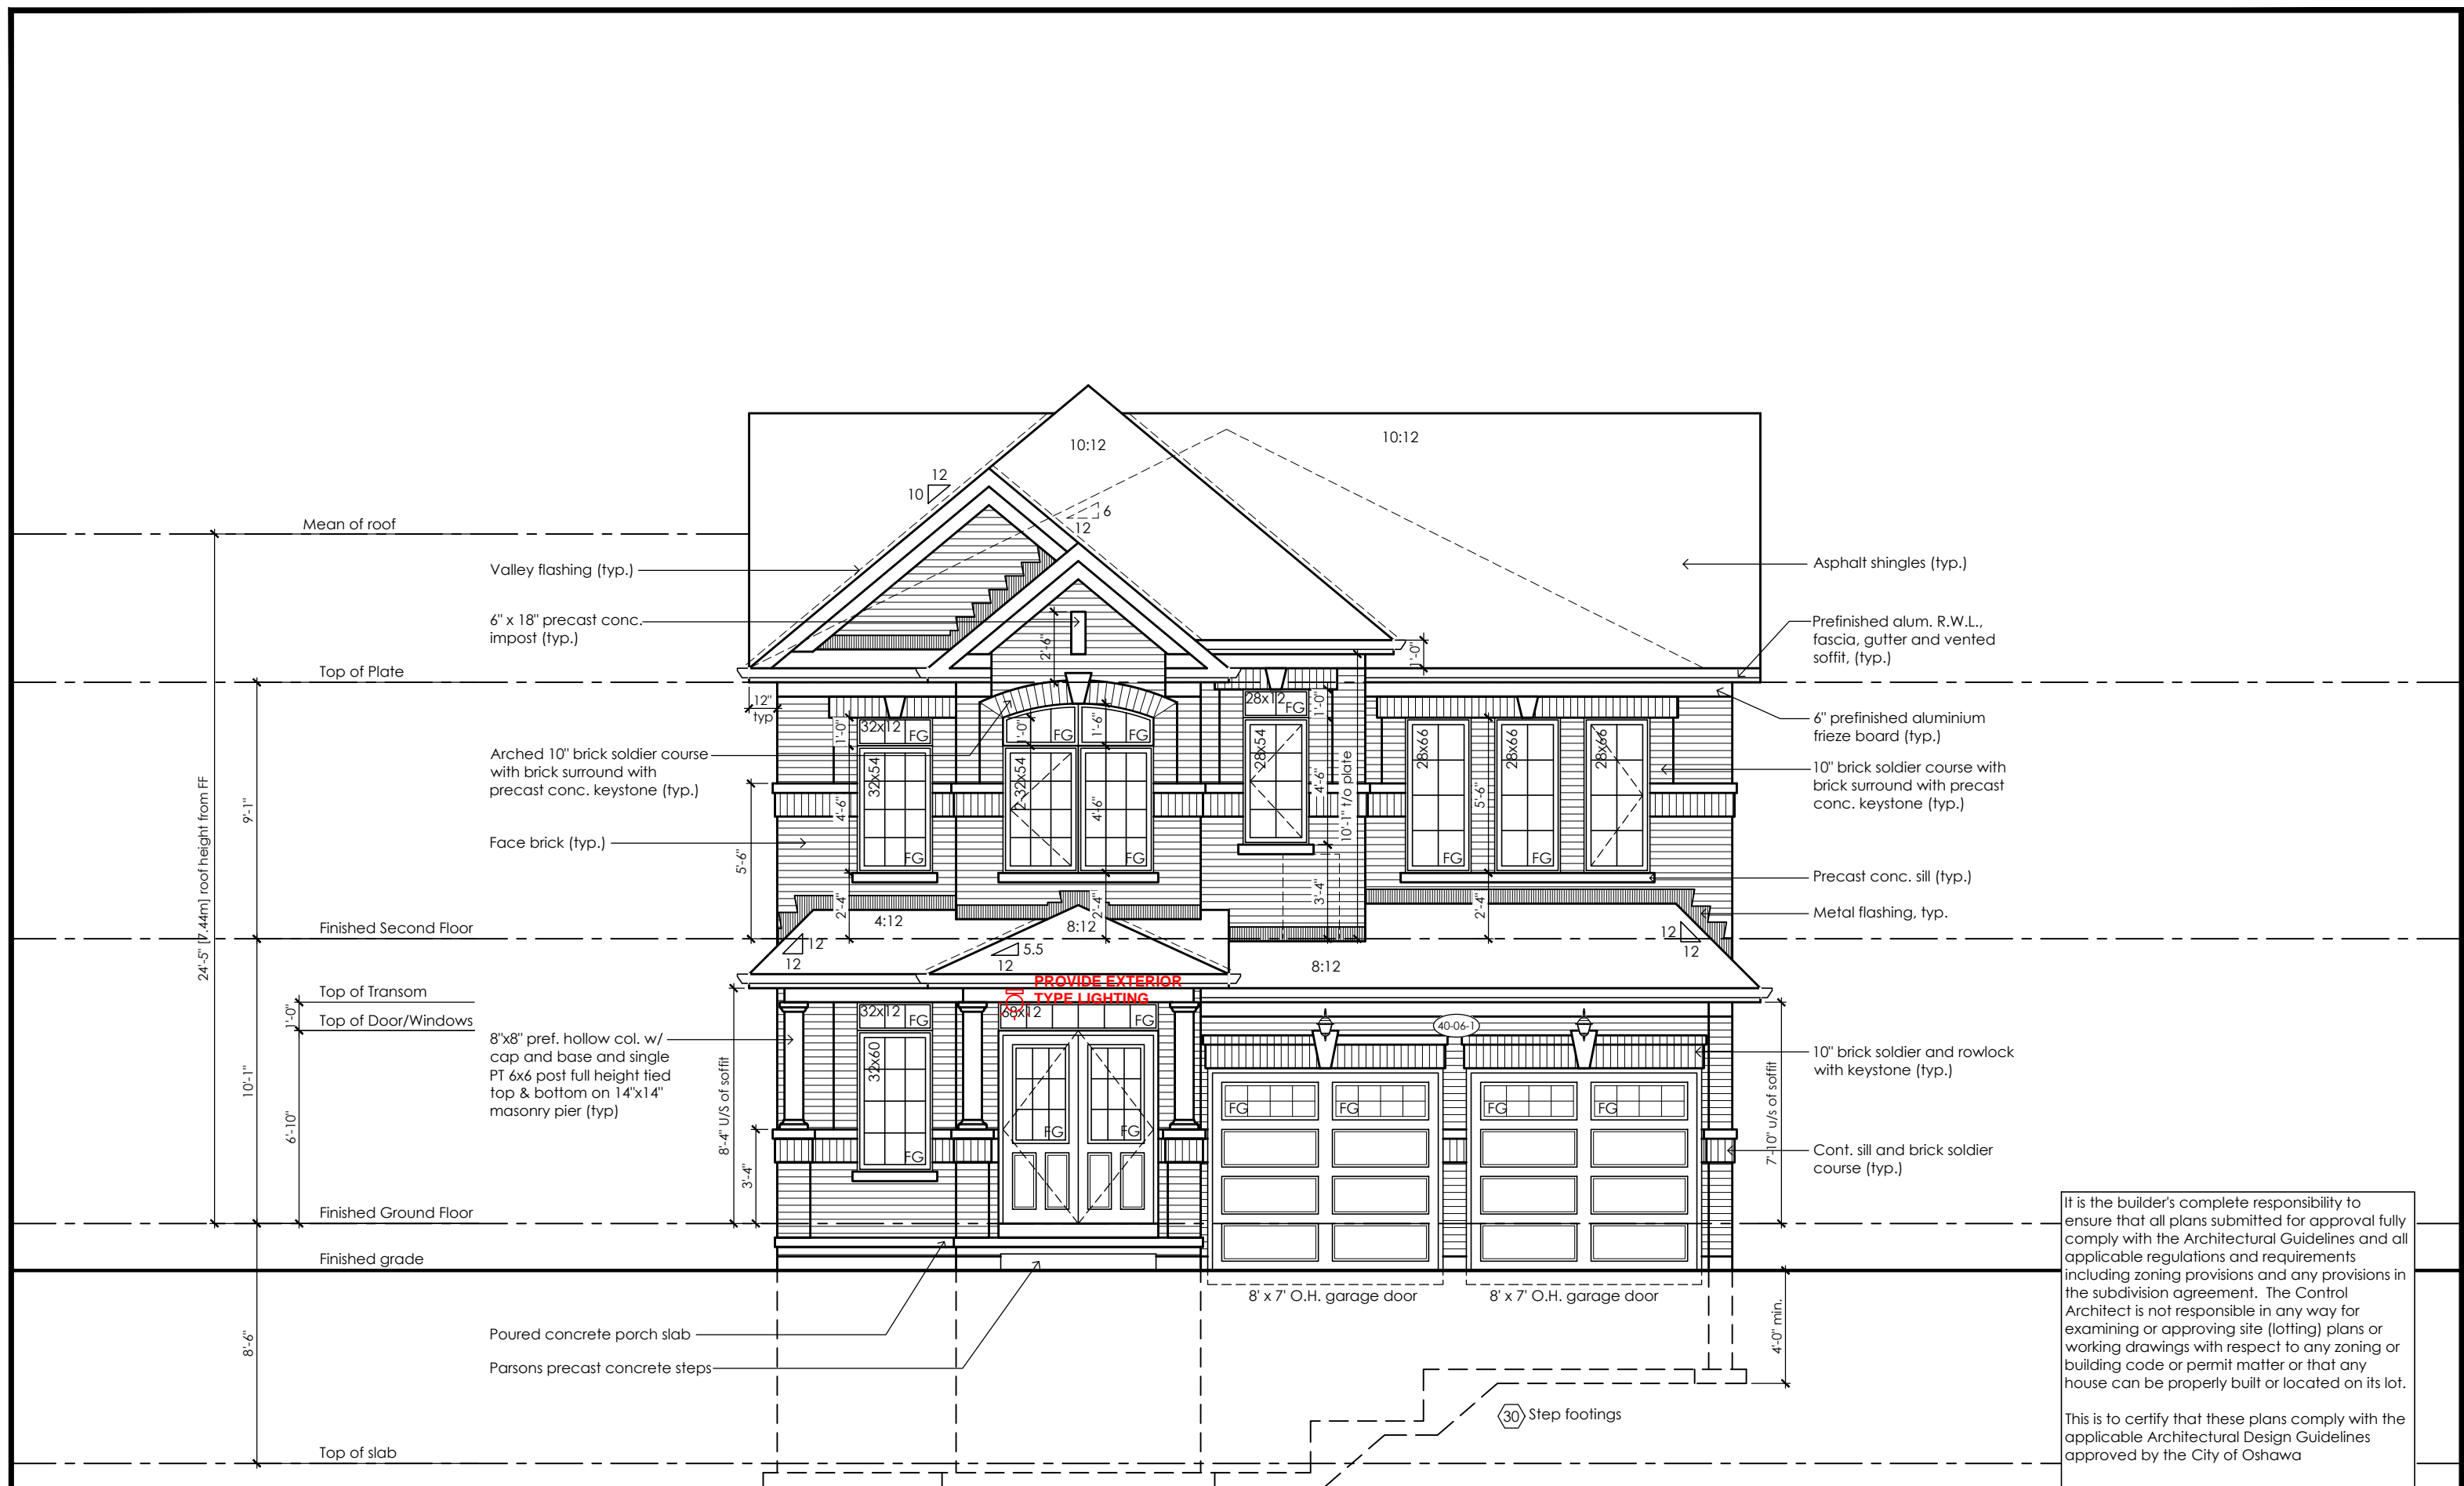 10:12
10:12
12
10
6
12
Mean of roof
Valley flashing (typ.)
Asphalt shingles (typ.)
6" x 18" precast conc.
impost (typ.)
2'-6"
Prefinished alum. R.W.L.,
fascia, gutter and vented
soffit, (typ.)
1'-0"
Top of Plate
12"
typ
32x12
FG
1'-0"
1'-0"
FG
1'-6"
FG
28x12
FG
1'-0"
6" prefinished aluminium
frieze board (typ.)
Arched 10" brick soldier course
with brick surround with
precast conc. keystone (typ.)
32x54
2-32x54
28x54
28x66
28x66
28x66
10" brick soldier course with
brick surround with precast
conc. keystone (typ.)
24'-5" [7.44m] roof height from FF
9'-1"
4'-6"
4'-6"
4'-6"
10'-1" t/o plate
5'-6"
Face brick (typ.)
5'-6"
FG
FG
FG
FG
Precast conc. sill (typ.)
2'-4"
2'-4"
3'-4"
2'-4"
Metal flashing, typ.
Finished Second Floor
4:12
8:12
12
12
5.5
12
8:12
12
12
PROVIDE EXTERIOR
TYPE LIGHTING
Top of Transom
1'-0"
Top of Door/Windows
32x12
FG
68x12
FG
40-06-1
8"x8" pref. hollow col. w/
cap and base and single
PT 6x6 post full height tied
top & bottom on 14"x14"
masonry pier (typ)
10" brick soldier and rowlock
with keystone (typ.)
10'-1"
6'-10"
8'-4" U/S of soffit
3'-4"
32x60
FG
FG
FG
FG
FG
FG
FG
7'-10" u/s of soffit
Cont. sill and brick soldier
course (typ.)
Finished Ground Floor
Finished grade
8' x 7' O.H. garage door
8' x 7' O.H. garage door
4'-0" min.
Poured concrete porch slab
Parsons precast concrete steps
8'-6"
30
Step footings
Top of slab
It is the builder's complete responsibility to
ensure that all plans submitted for approval fully
comply with the Architectural Guidelines and all
applicable regulations and requirements
including zoning provisions and any provisions in
the subdivision agreement. The Control
Architect is not responsible in any way for
examining or approving site (lotting) plans or
working drawings with respect to any zoning or
building code or permit matter or that any
house can be properly built or located on its lot.
This is to certify that these plans comply with the
applicable Architectural Design Guidelines
approved by the City of Oshawa